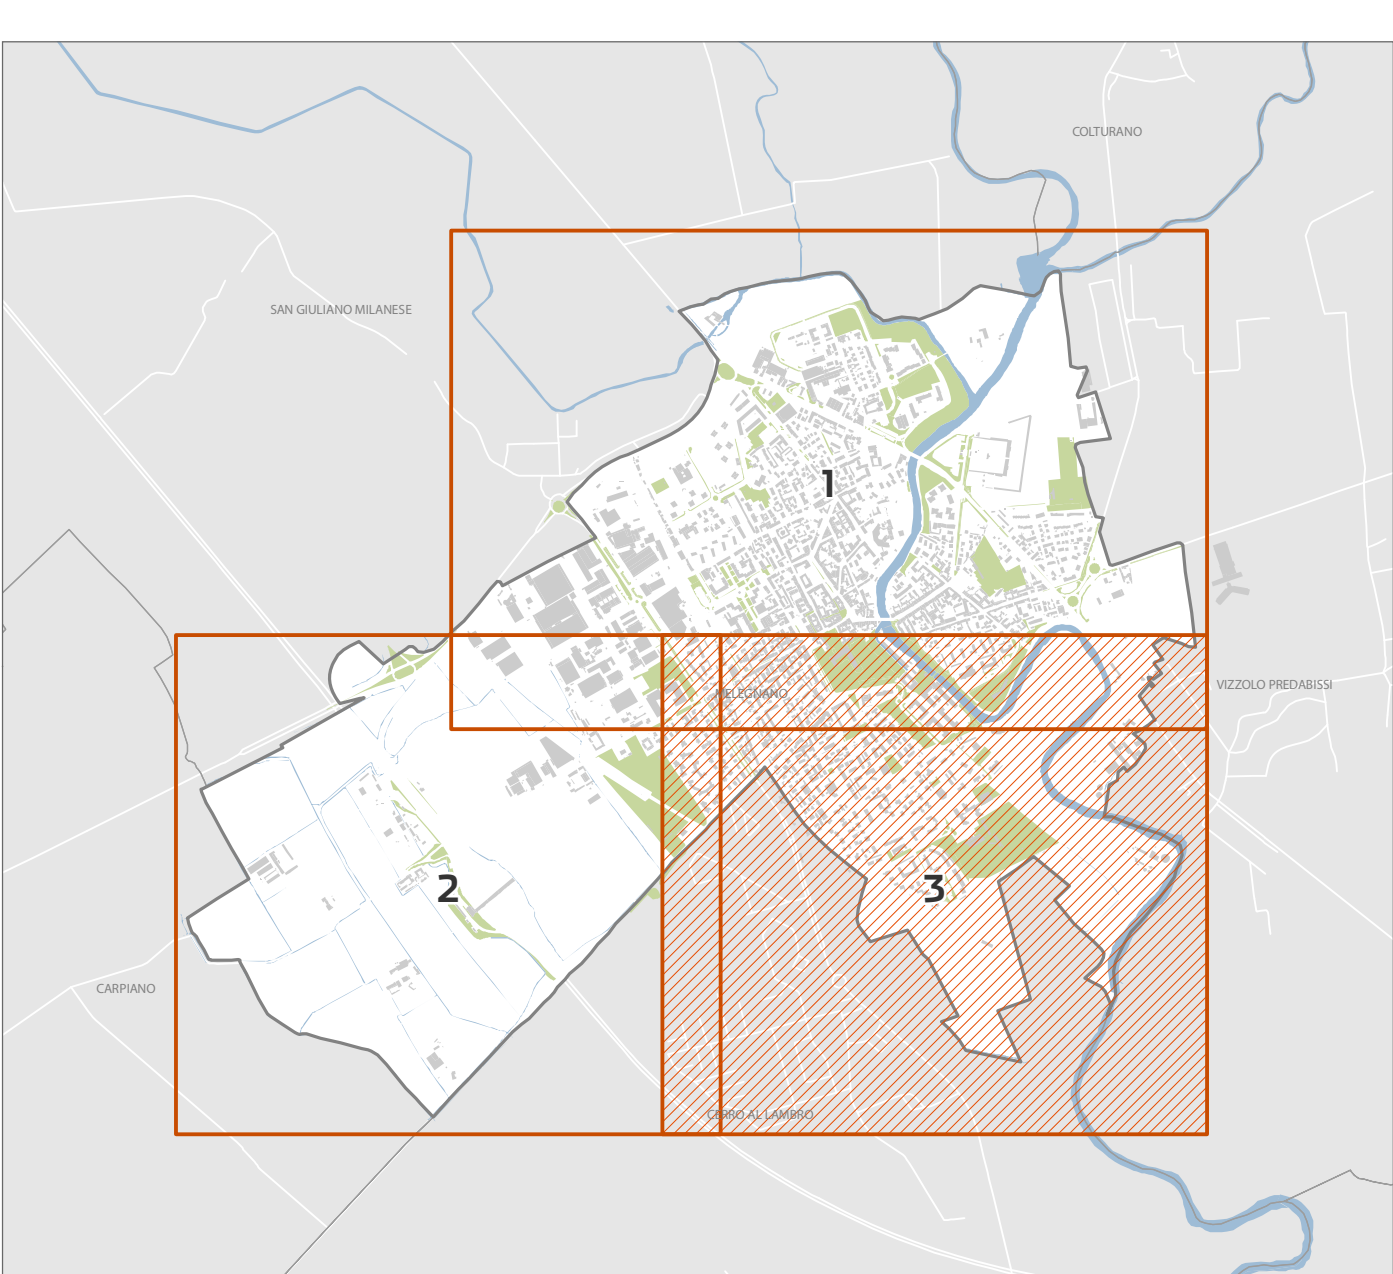 COLTURANO
SAN GIULIANO MILANESE
1
MELEGNANO
VIZZOLO PREDABISSI
2
3
CARPIANO
CERRO AL LAMBRO